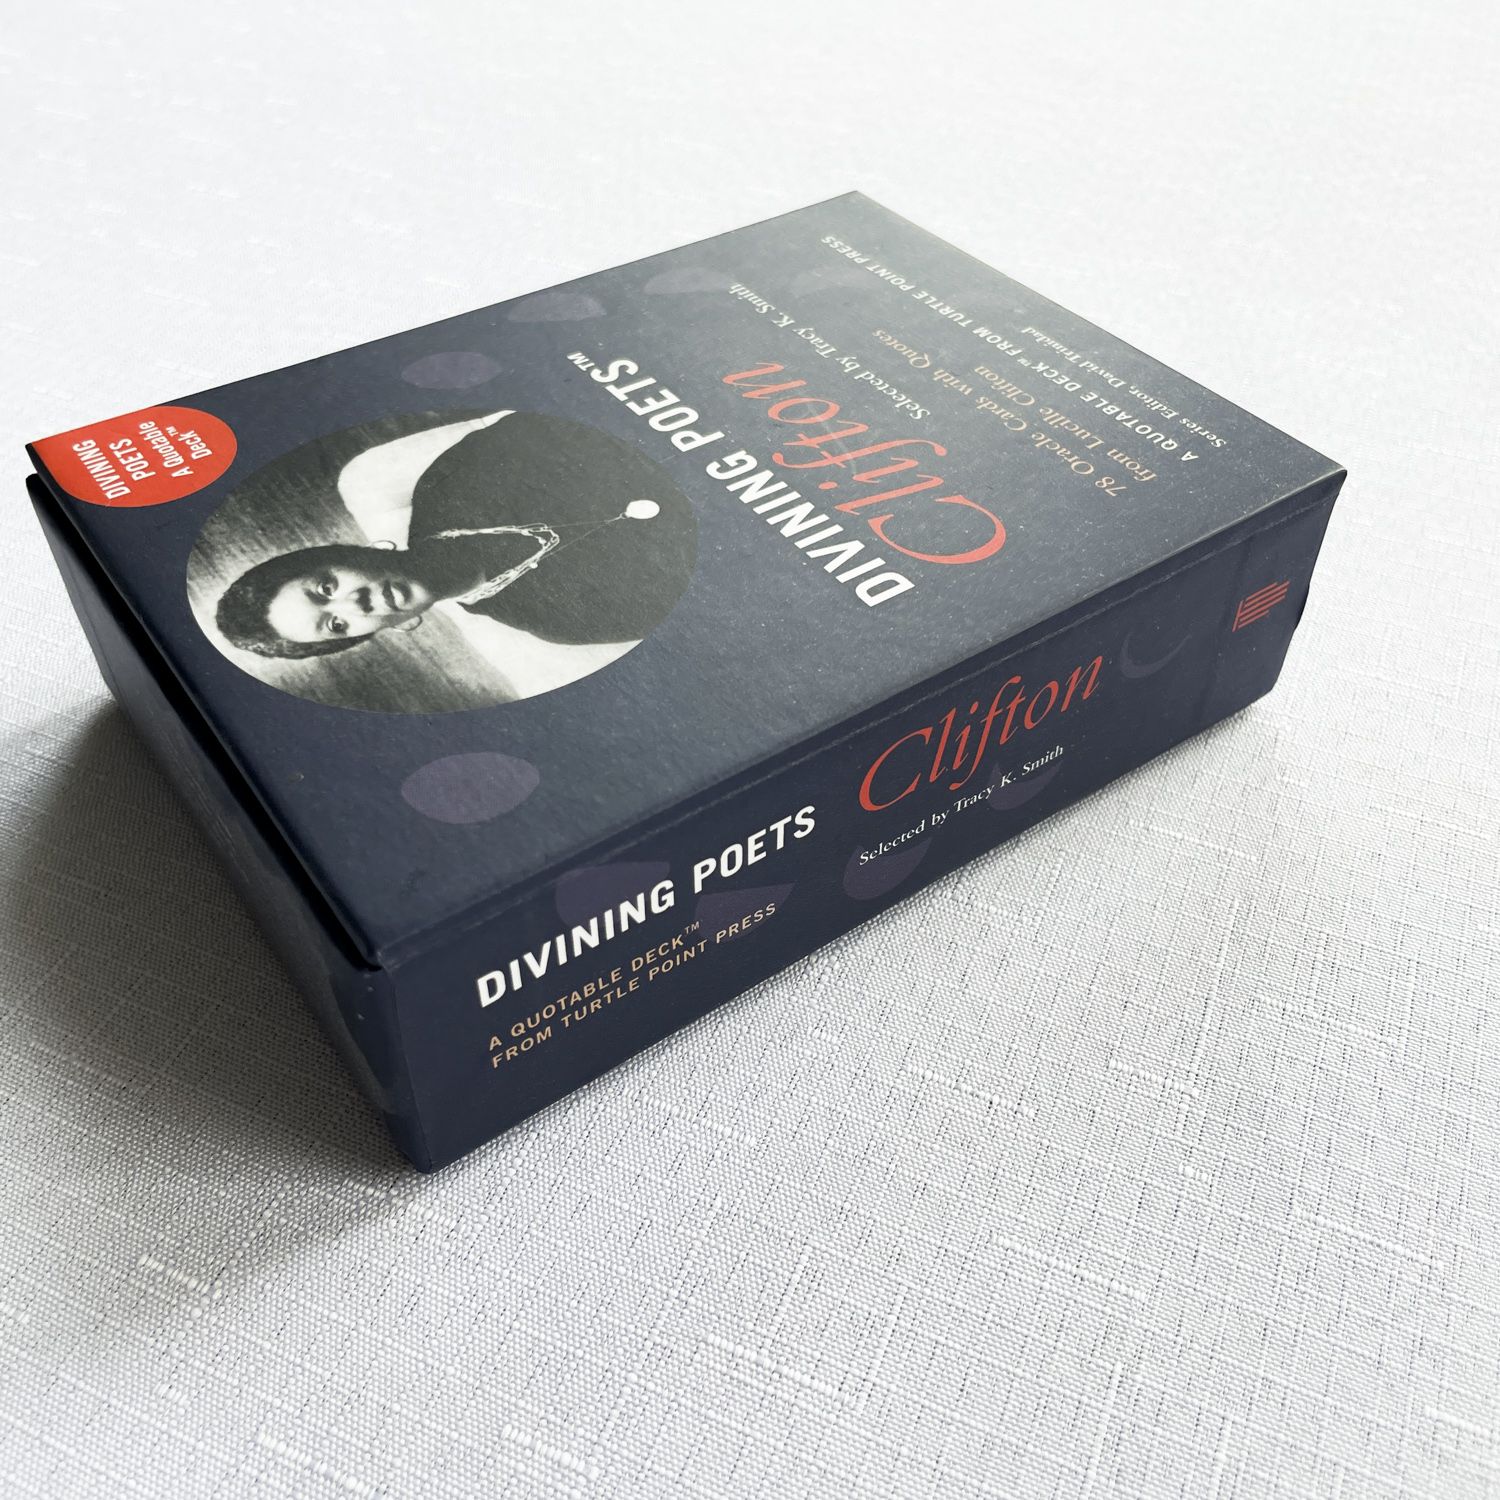 DIVINING
POETS
A Quotable
Deck™
DIVINING POETS™
Clifton
Selected by Tracy K. Smith
78 Oracle Cards with Quotes
from Lucille Clifton
A QUOTABLE DECK™ FROM TURTLE POINT PRESS
Series Editor, David Trinidad
DIVINING POETS
A QUOTABLE DECK™
FROM TURTLE POINT PRESS
Clifton
Selected by Tracy K. Smith